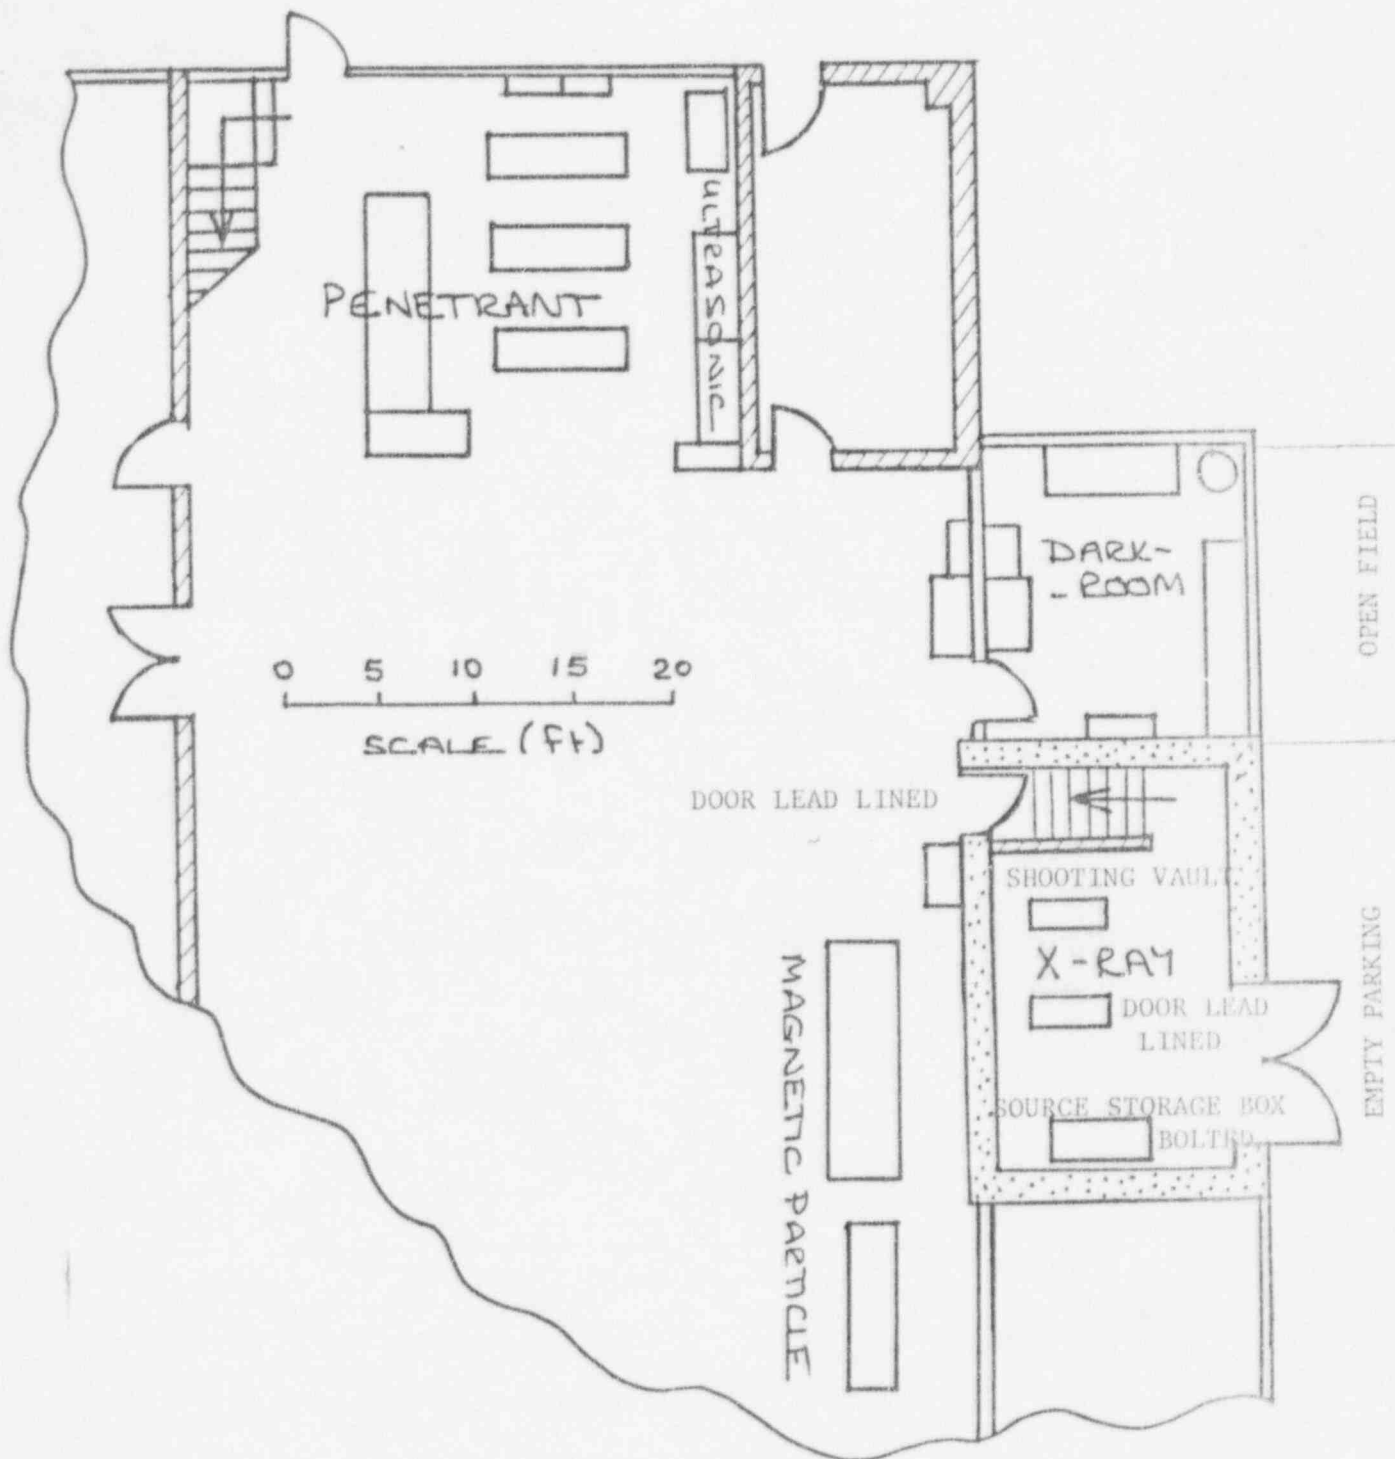 ULTRASONIC
PENETRANT
DARK-
-ROOM
OPEN FIELD
0 5 10 15 20
SCALE (Ft)
DOOR LEAD LINED
SHOOTING VAULT
X-RAY
DOOR LEAD
LINED
EMPTY PARKING
MAGNETIC PARTICLE
SOURCE STORAGE BOX
BOLTED